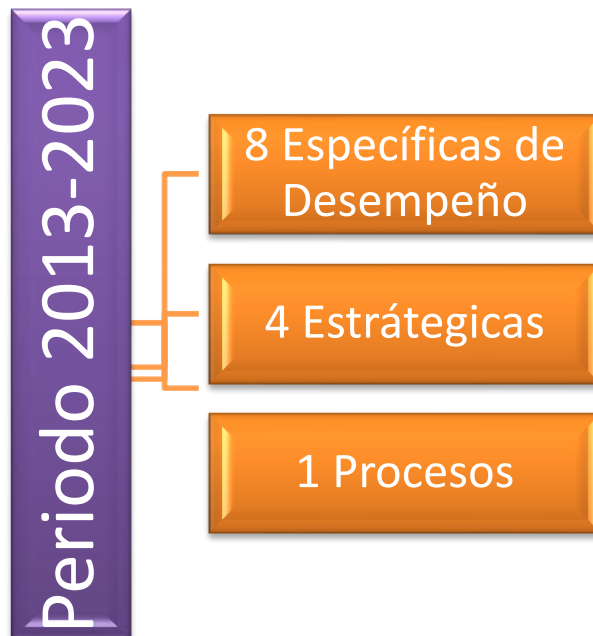 Periodo 2013-2023
8 Específicas de
Desempeño
4 Estrátegicas
1 Procesos